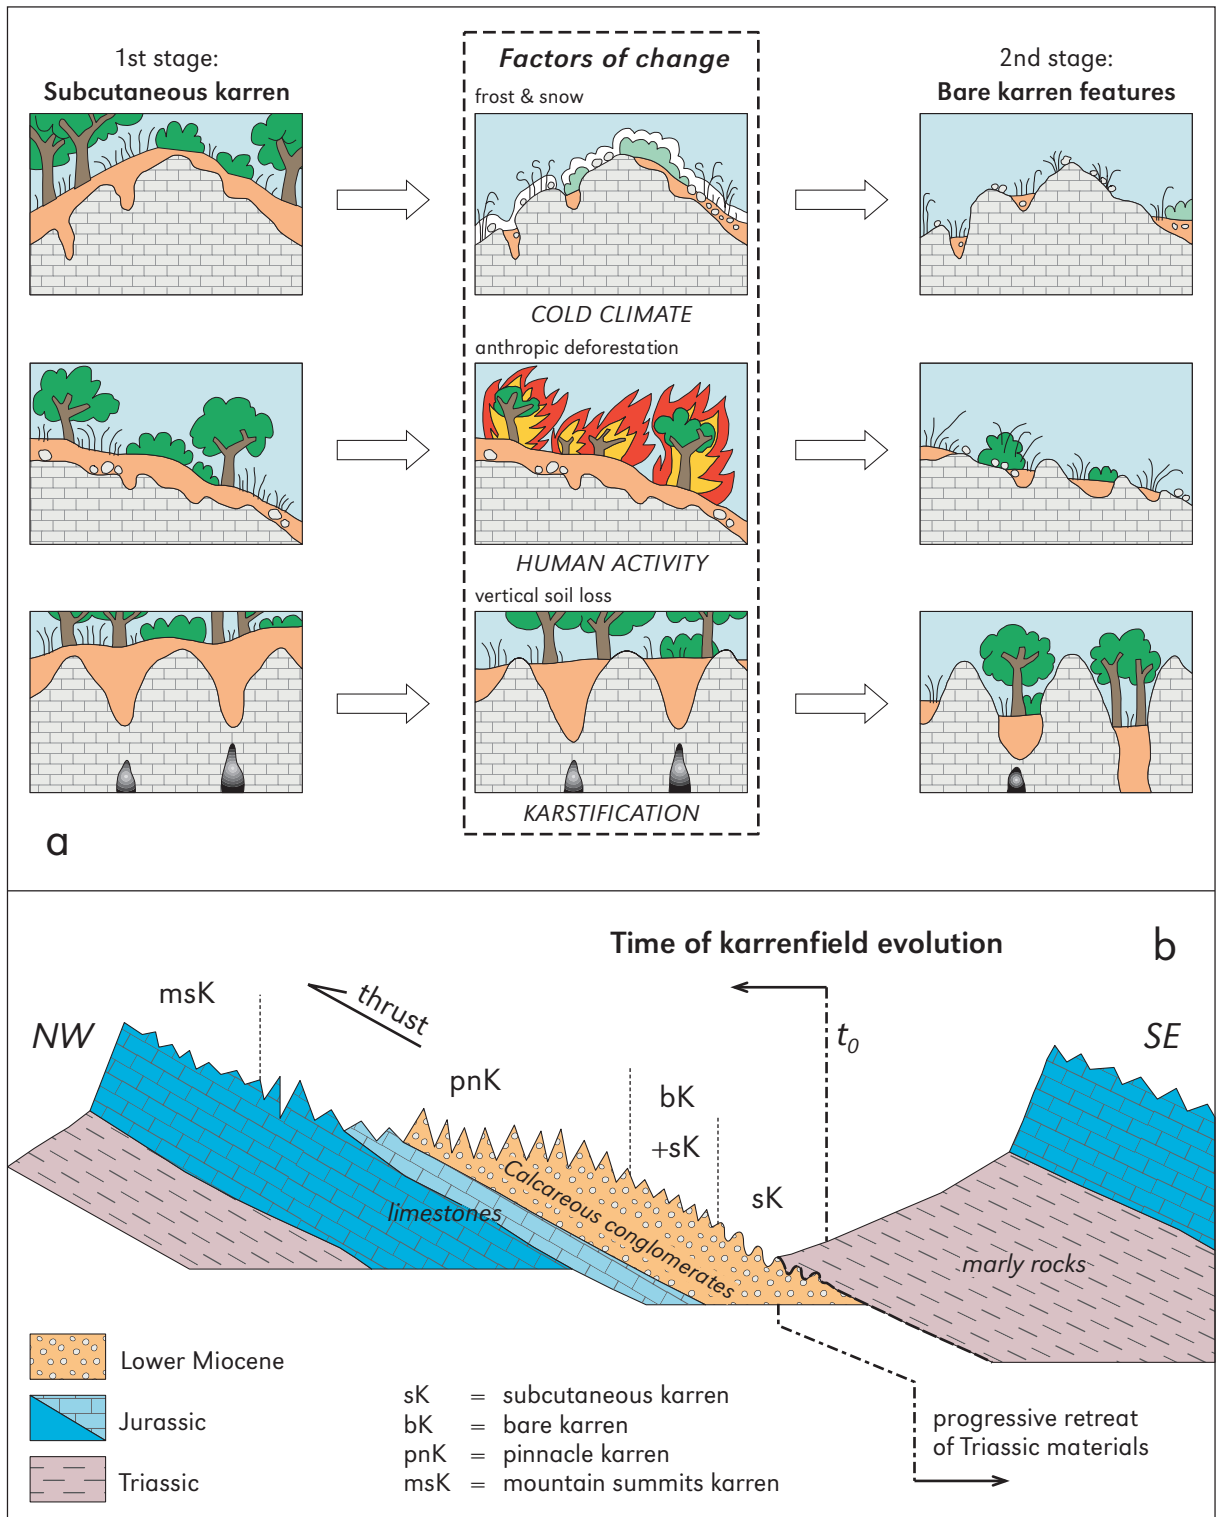 1st stage:
Subcutaneous karren
Factors of change
2nd stage:
Bare karren features
frost & snow
COLD CLIMATE
anthropic deforestation
HUMAN ACTIVITY
vertical soil loss
KARSTIFICATION
a
Time of karrenfield evolution
b
msK
thrust
NW
t0
SE
pnK
bK
+sK
sK
limestones
Calcareous conglomerates
marly rocks
Lower Miocene
Jurassic
Triassic
sK = subcutaneous karren
bK = bare karren
pnK = pinnacle karren
msK = mountain summits karren
progressive retreat
of Triassic materials